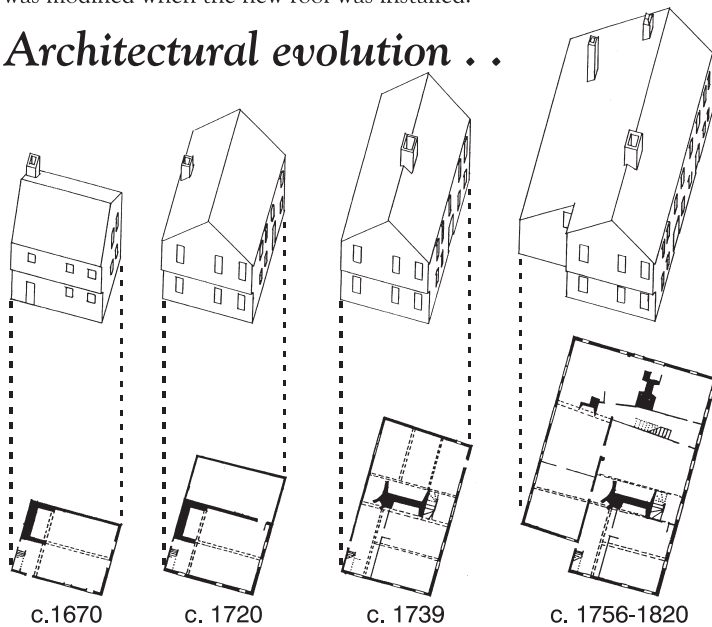 was modified when the new roof was installed.
Architectural evolution . .
c.1670
c. 1720
c. 1739
c. 1756-1820